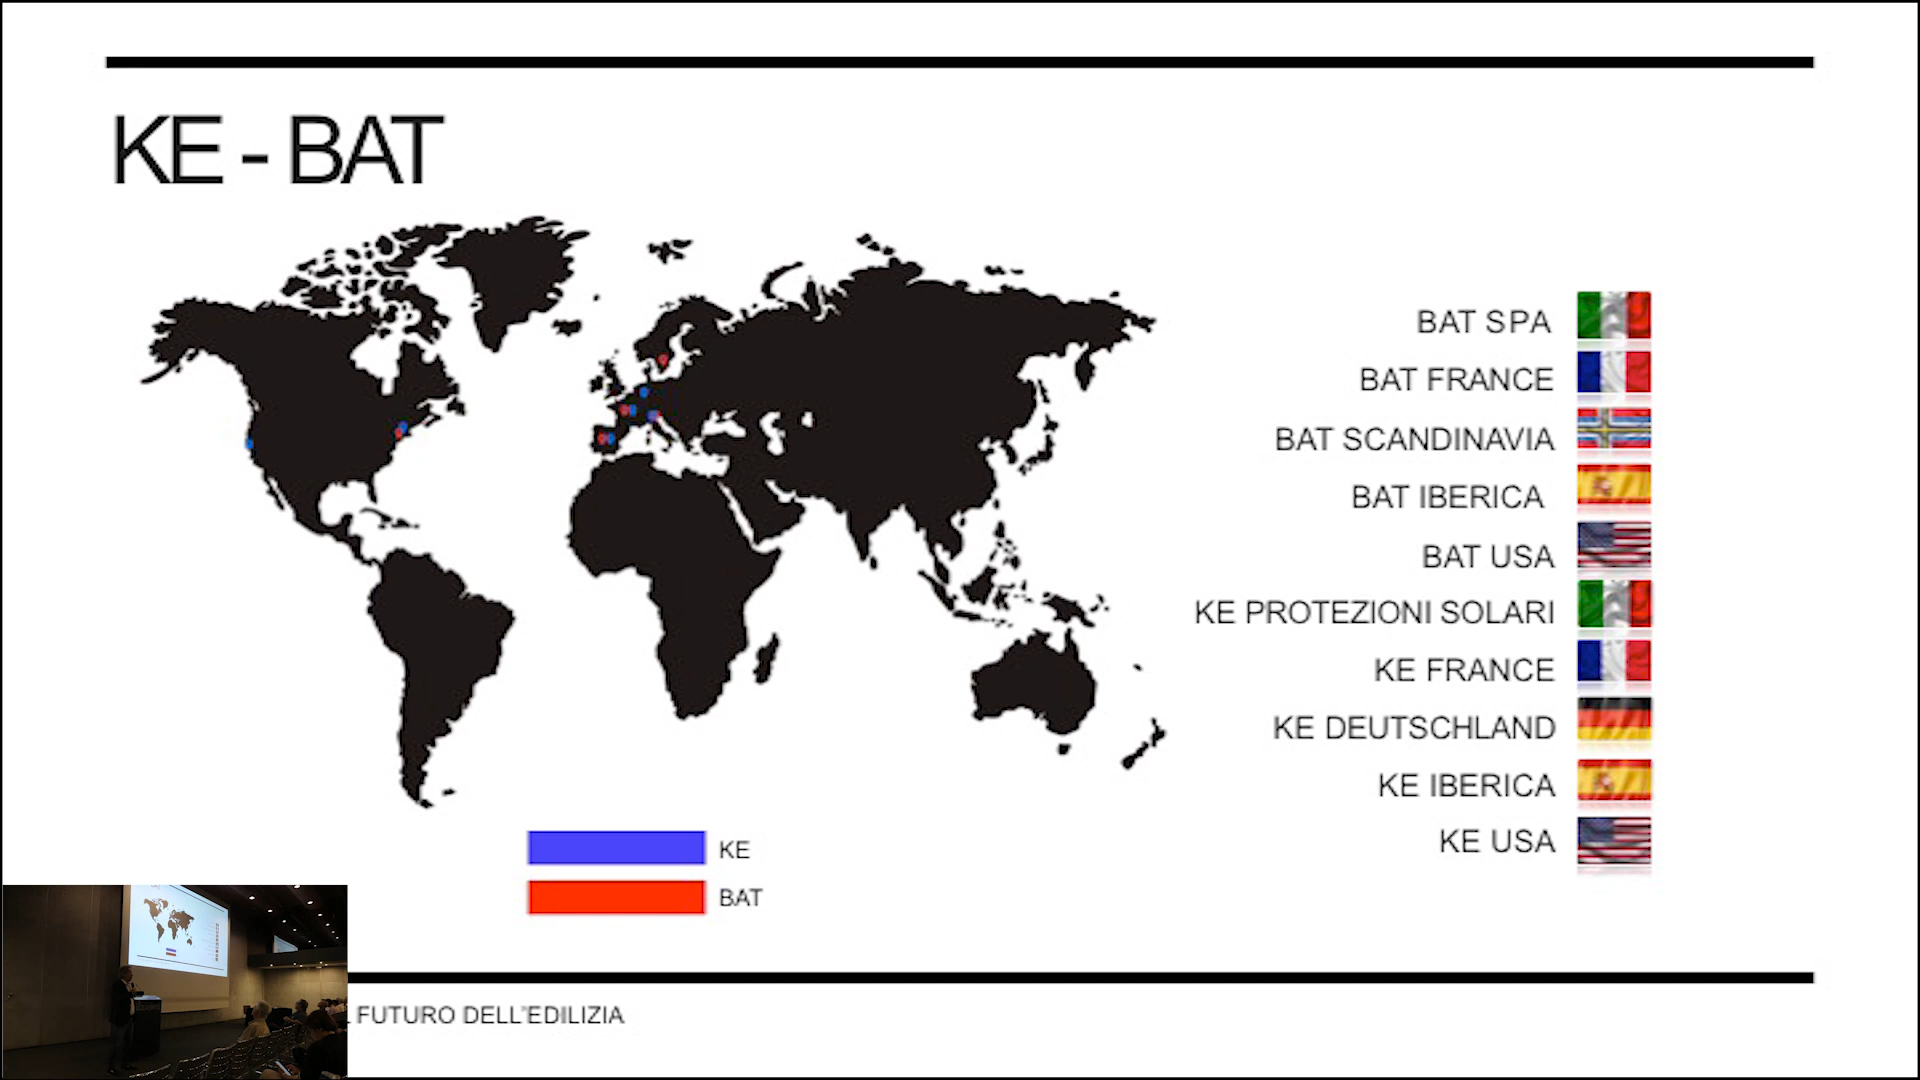 KE - BAT
BAT SPA
BAT FRANCE
BAT SCANDINAVIA
BAT IBERICA
BAT USA
KE PROTEZIONI SOLARI
KE FRANCE
KE DEUTSCHLAND
KE IBERICA
KE USA
KE
BAT
FUTURO DELL'EDILIZIA